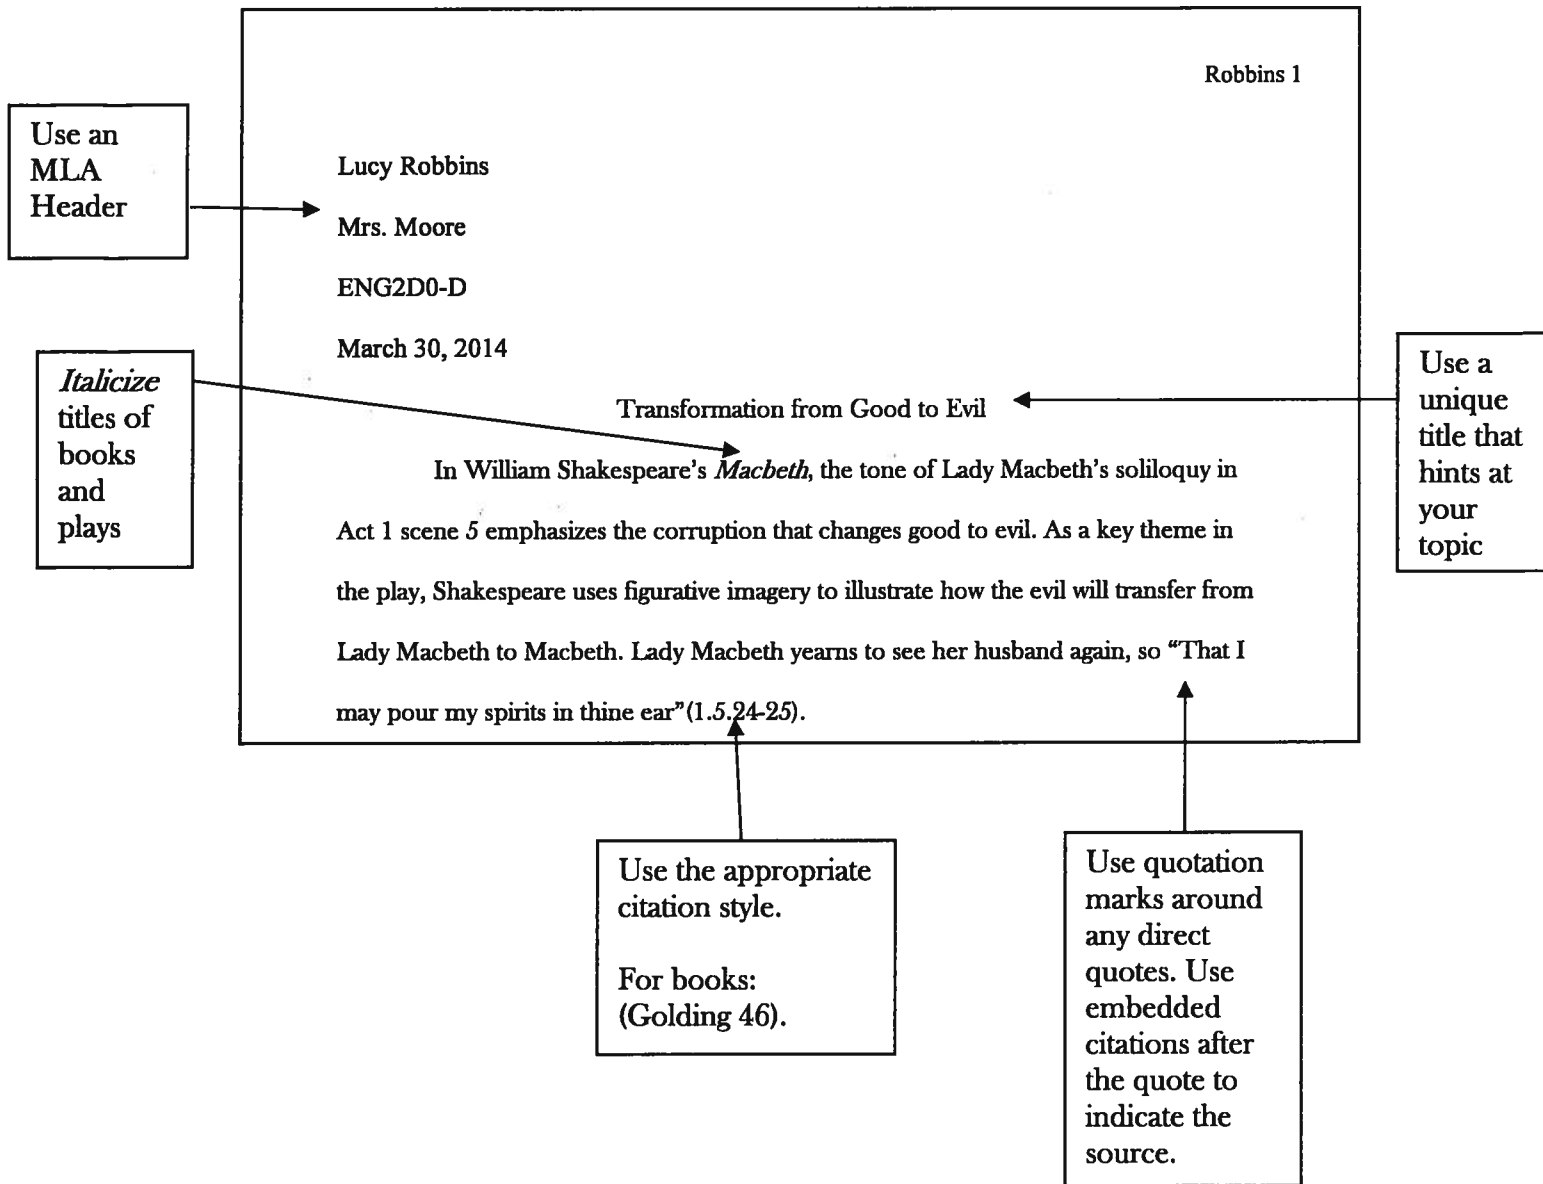 Robbins 1
Use an
MLA
Header
Lucy Robbins
Mrs. Moore
ENG2D0-D
March 30, 2014
Italicize
titles of
books
and
plays
Use a
unique
title that
hints at
your
topic
Transformation from Good to Evil
In William Shakespeare's Macbeth, the tone of Lady Macbeth's soliloquy in
Act 1 scene 5 emphasizes the corruption that changes good to evil. As a key theme in
the play, Shakespeare uses figurative imagery to illustrate how the evil will transfer from
Lady Macbeth to Macbeth. Lady Macbeth yearns to see her husband again, so “That I
may pour my spirits in thine ear”(1.5.24-25).
Use the appropriate
citation style.
For books:
(Golding 46).
Use quotation
marks around
any direct
quotes. Use
embedded
citations after
the quote to
indicate the
source.